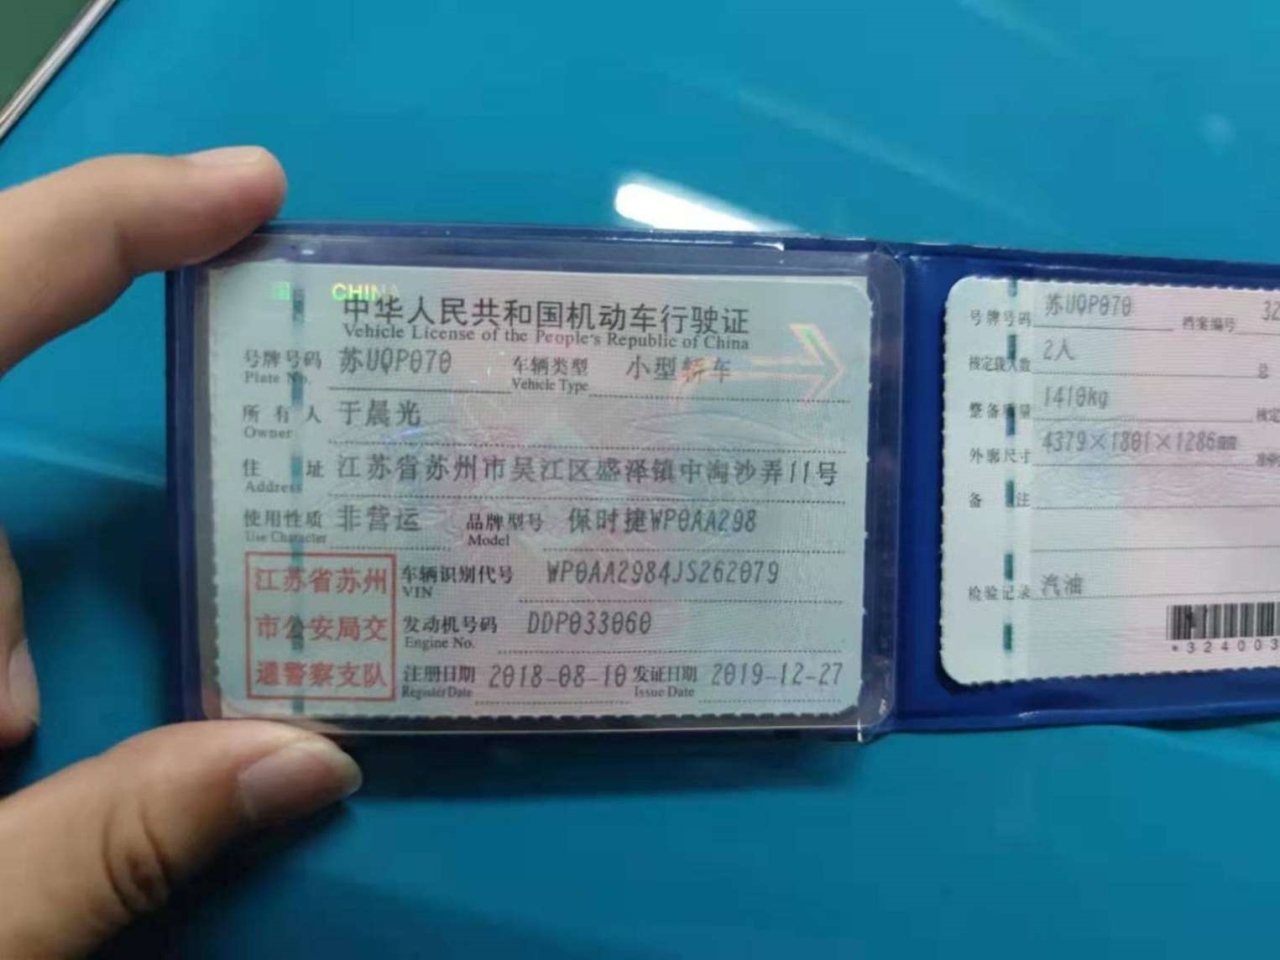 CHINA
中华人民共和国机动车行驶证
Vehicle License of the People's Republic of China
号牌号码 苏UQP070 车辆类型 小型轿车
Plate No. Vehicle Type
所有人 于晨光
Owner
住址 江苏省苏州市吴江区盛泽镇中淘沙弄11号
Address
使用性质 非营运 品牌型号 保时捷WP0AA298
Use Character Model
江苏省苏州
市公安局交
通警察支队
车辆识别代号 WP0AA2984JS262079
VIN
发动机号码 DDP033060
Engine No.
注册日期 2018-08-10 发证日期 2019-12-27
Register Date Issue Date
号牌号码 苏UQP070 档案编号 32
核定载人数 2人 总
整备质量 1410kg 核定
外廓尺寸 4379×1801×1286mm
备注
检验记录 汽油
*324003